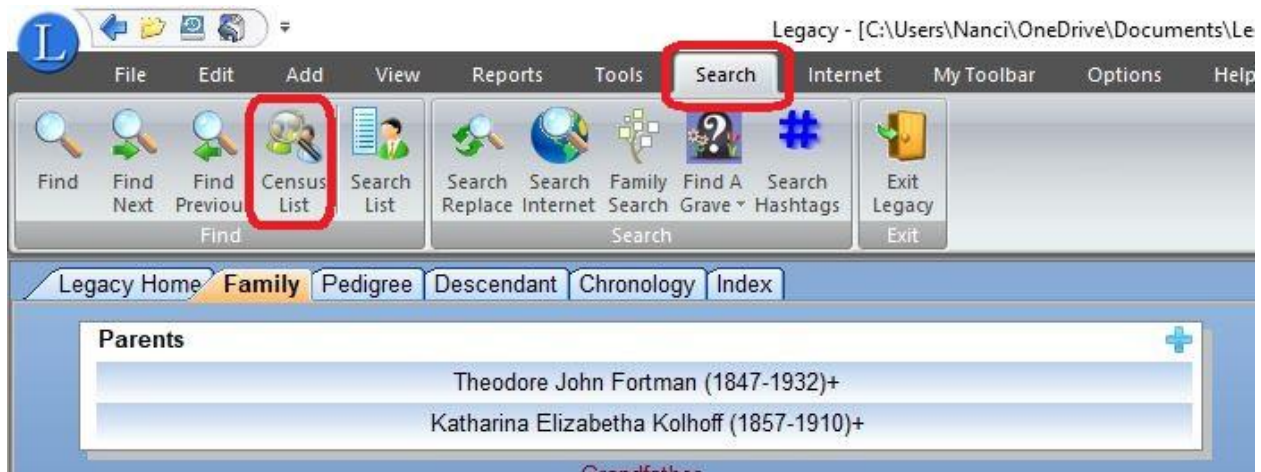 L
Legacy - [C:\Users\Nanci\OneDrive\Documents\Le
File Edit Add View Reports Tools Search Internet My Toolbar Options Help
Find Find Next Find Previou Census List Search List Search Replace Search Internet Family Search Find A Grave Search Hashtags Exit Legacy
Find Search Exit
Legacy Home Family Pedigree Descendant Chronology Index
Parents
Theodore John Fortman (1847-1932)+
Katharina Elizabetha Kolhoff (1857-1910)+